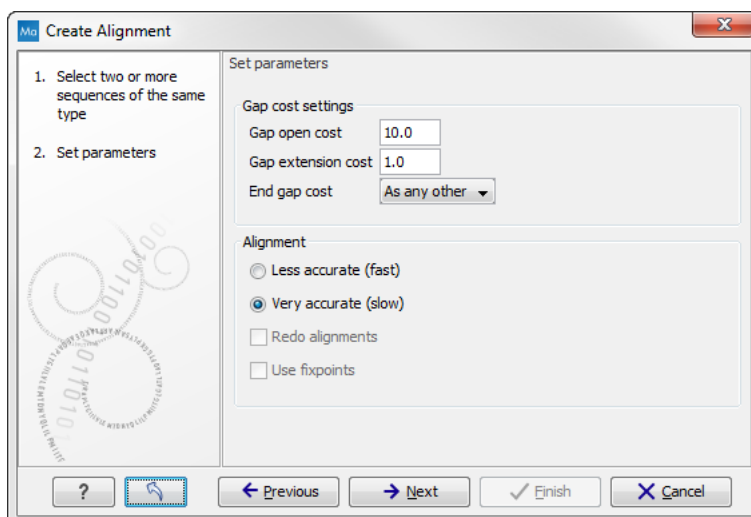 Ma Create Alignment
1. Select two or more
sequences of the same
type
2. Set parameters
Set parameters
Gap cost settings
Gap open cost 10.0
Gap extension cost 1.0
End gap cost As any other
Alignment
Less accurate (fast)
Very accurate (slow)
Redo alignments
Use fixpoints
? Previous Next Finish Cancel